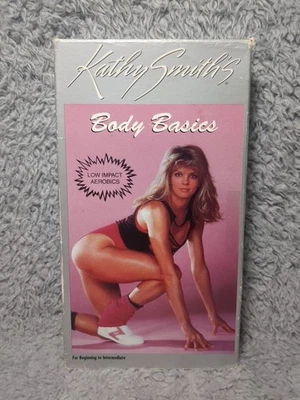 Kathy Smith's
Body Basics
LOW IMPACT
AEROBICS
For Beginning to Intermediate